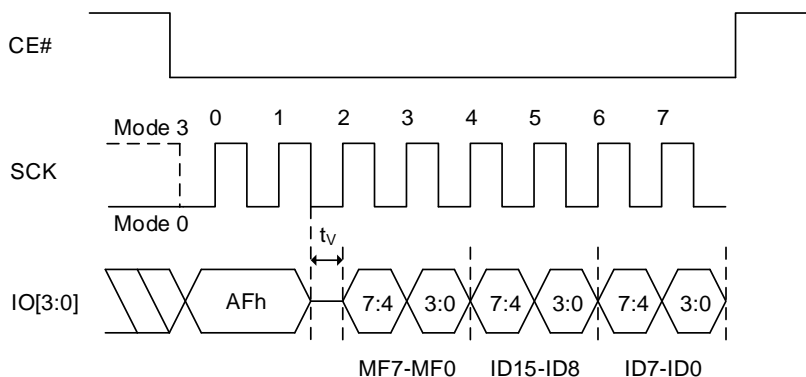 CE#
0 1 2 3 4 5 6 7
Mode 3
SCK
Mode 0
tV
IO[3:0] AFh 7:4 3:0 7:4 3:0 7:4 3:0
MF7-MF0 ID15-ID8 ID7-ID0